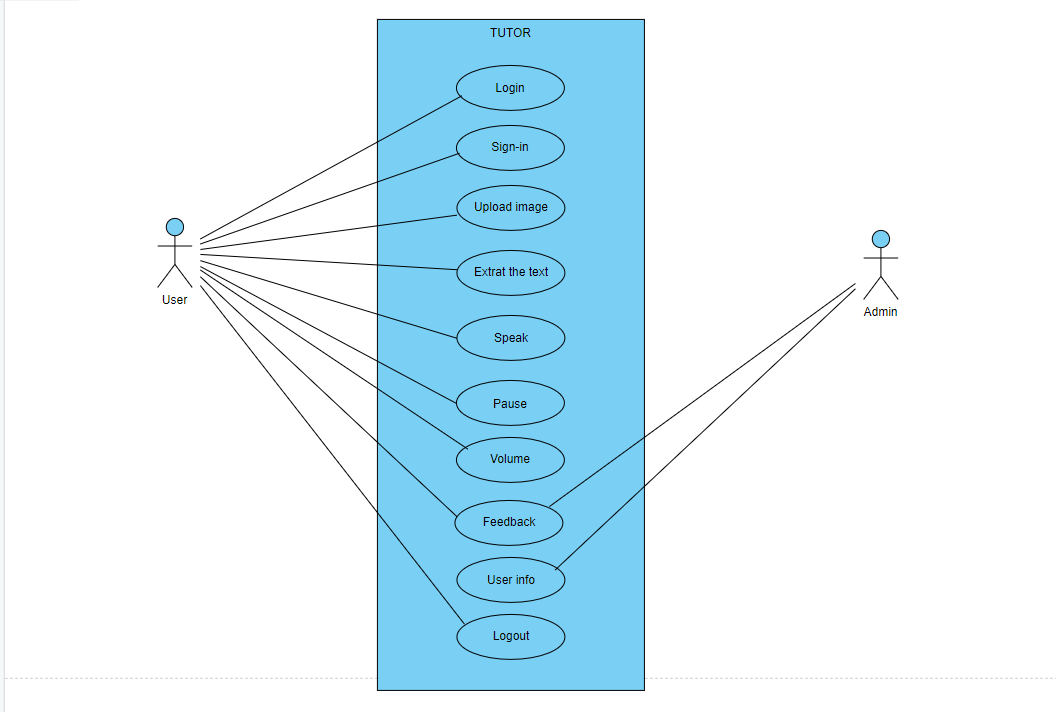 TUTOR
Login
Sign-in
Upload image
Extrat the text
Speak
Pause
Volume
Feedback
User info
Logout
User
Admin